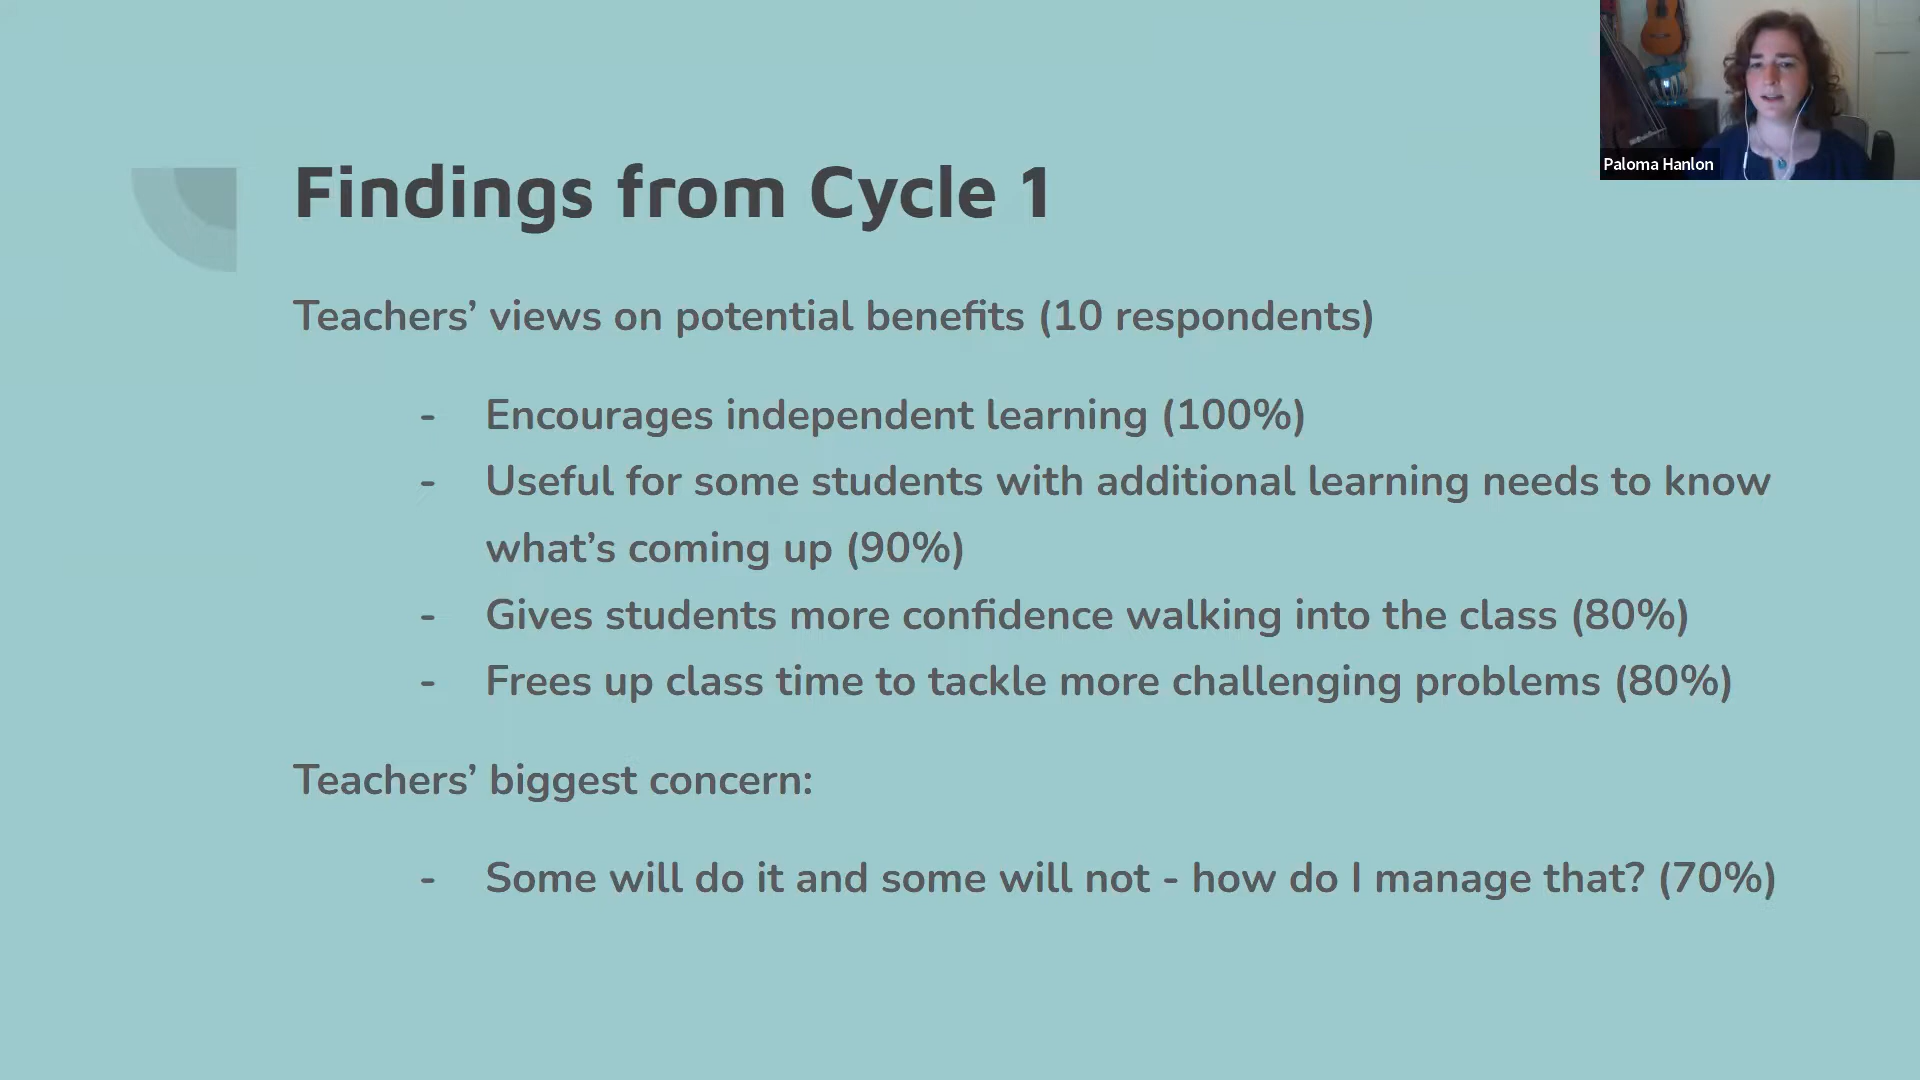 Paloma Hanlon
Findings from Cycle 1
Teachers’ views on potential benefits (10 respondents)
- Encourages independent learning (100%)
- Useful for some students with additional learning needs to know
what’s coming up (90%)
- Gives students more confidence walking into the class (80%)
- Frees up class time to tackle more challenging problems (80%)
Teachers’ biggest concern:
- Some will do it and some will not - how do I manage that? (70%)